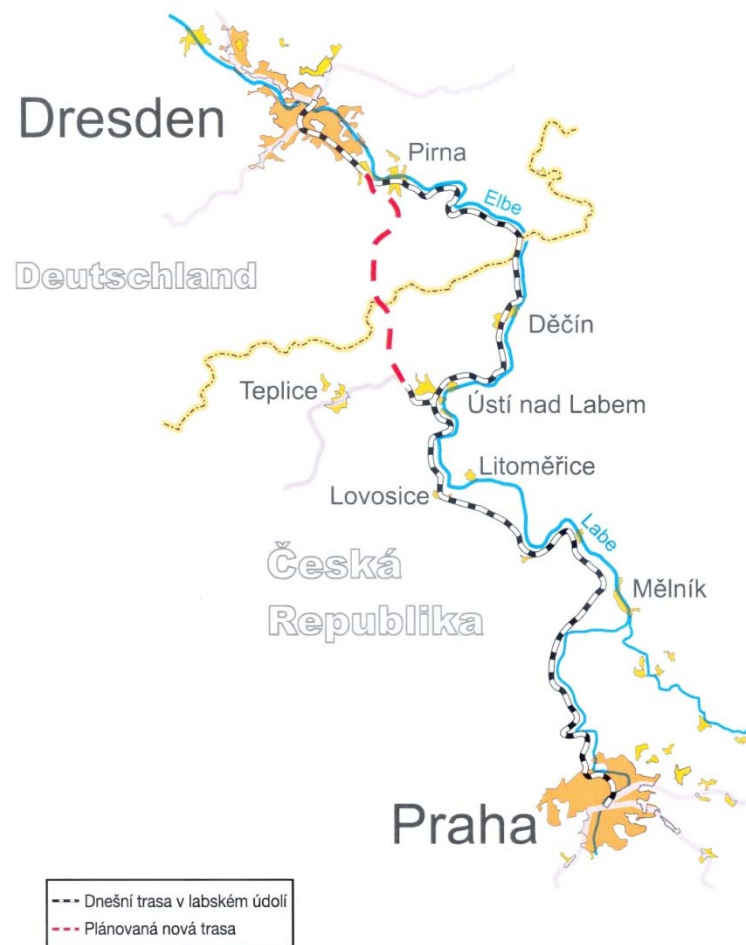 Dresden
Pirna
Elbe
Deutschland
Děčín
Teplice
Ústí nad Labem
Litoměřice
Lovosice
Labe
Česká
Republika
Mělník
Praha
Dnešní trasa v labském údolí
Plánovaná nová trasa